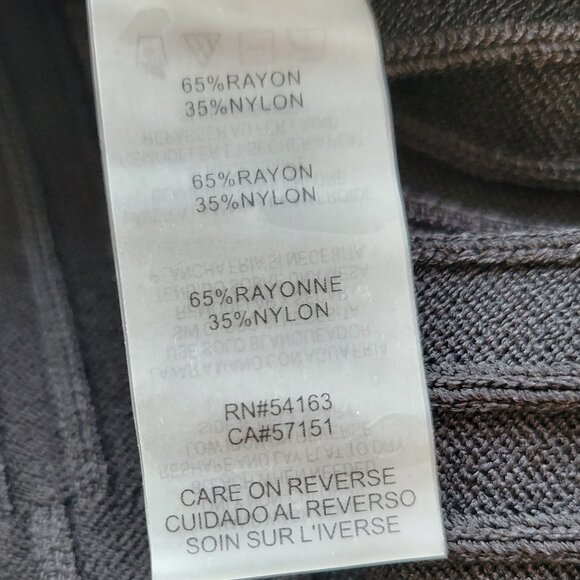 65%RAYON
35%NYLON
65%RAYON
35%NYLON
65%RAYONNE
35%NYLON
RN#54163
CA#57151
CARE ON REVERSE
CUIDADO AL REVERSO
SOIN SUR L'IVERSE